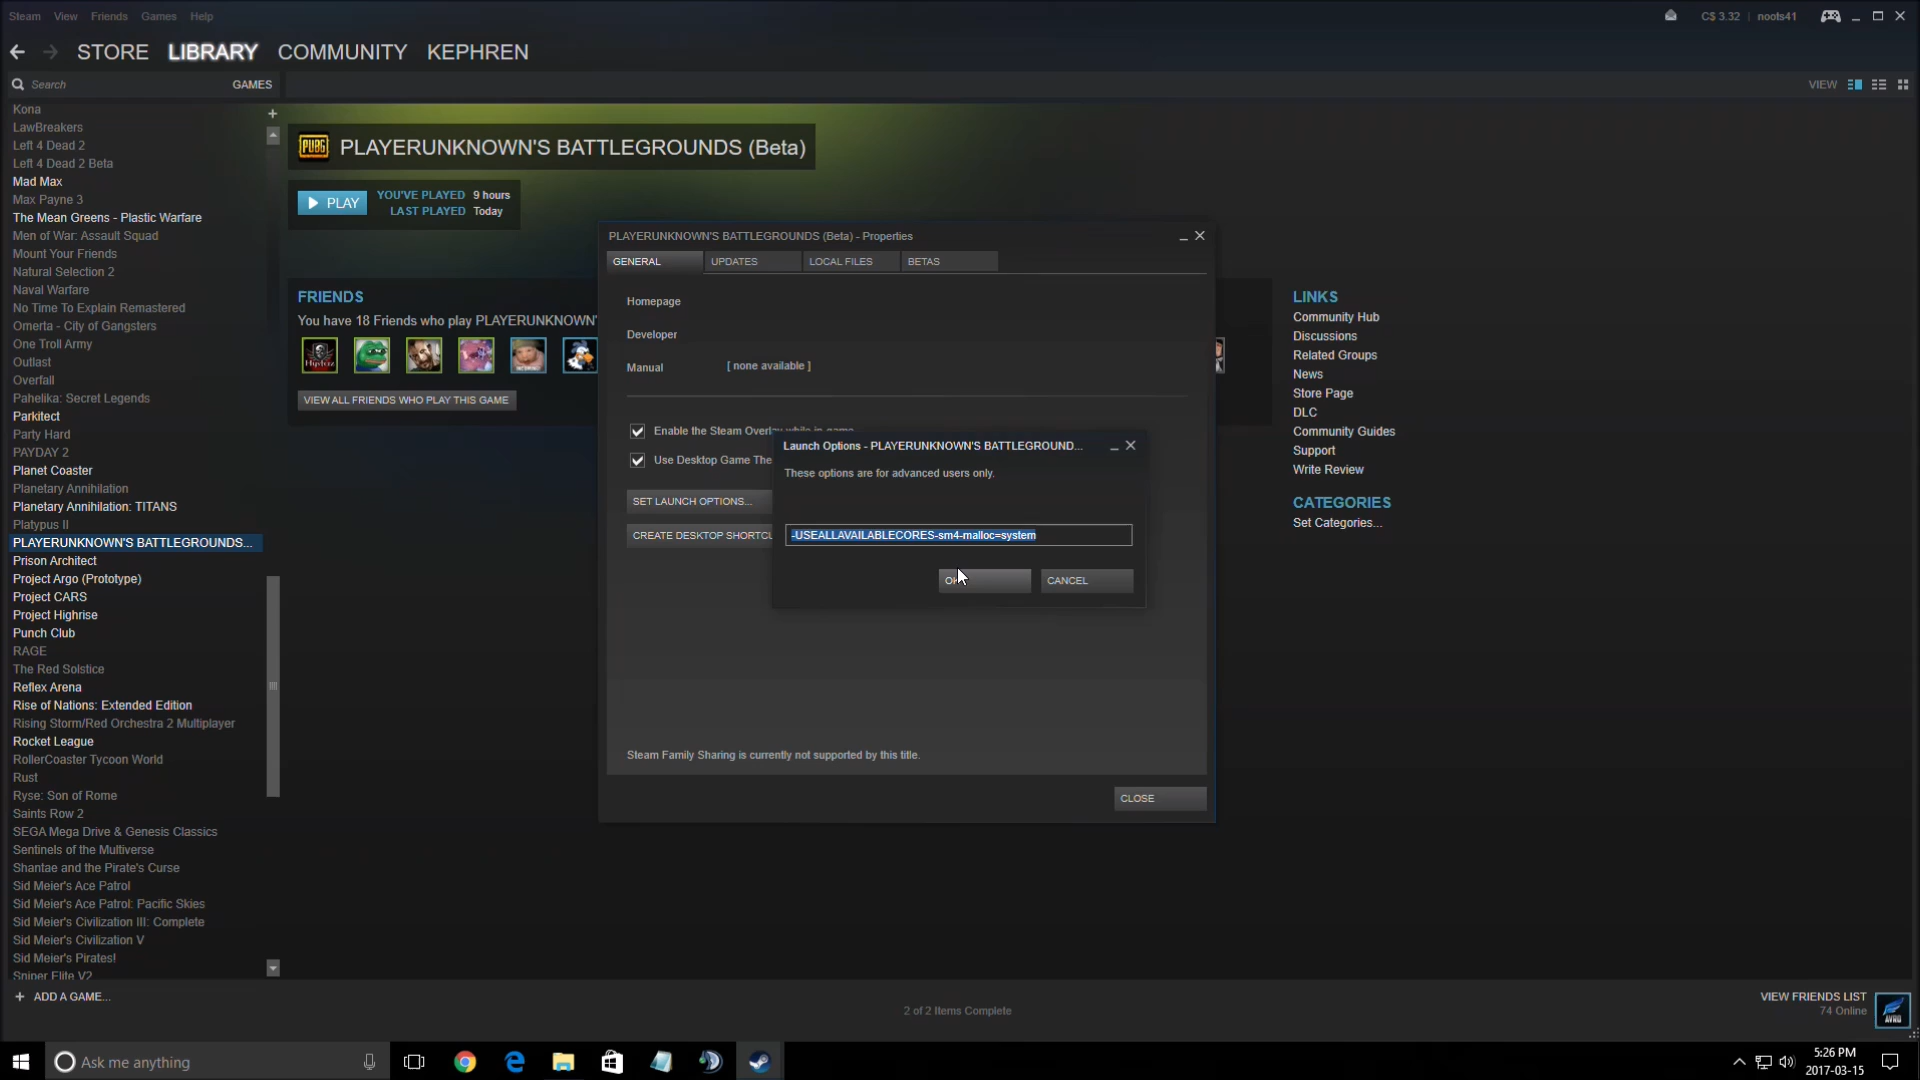 Steam View Friends Games Help
C$ 3.32 | noots41
STORE LIBRARY COMMUNITY KEPHREN
Search GAMES
VIEW
Kona
LawBreakers
Left 4 Dead 2
Left 4 Dead 2 Beta
Mad Max
Max Payne 3
The Mean Greens - Plastic Warfare
Men of War: Assault Squad
Mount Your Friends
Natural Selection 2
Naval Warfare
No Time To Explain Remastered
Omerta - City of Gangsters
One Troll Army
Outlast
Overfall
Pahelika: Secret Legends
Parkitect
Party Hard
PAYDAY 2
Planet Coaster
Planetary Annihilation
Planetary Annihilation: TITANS
Platypus II
PLAYERUNKNOWN'S BATTLEGROUNDS...
Prison Architect
Project Argo (Prototype)
Project CARS
Project Highrise
Punch Club
RAGE
The Red Solstice
Reflex Arena
Rise of Nations: Extended Edition
Rising Storm/Red Orchestra 2 Multiplayer
Rocket League
RollerCoaster Tycoon World
Rust
Ryse: Son of Rome
Saints Row 2
SEGA Mega Drive & Genesis Classics
Sentinels of the Multiverse
Shantae and the Pirate's Curse
Sid Meier's Ace Patrol
Sid Meier's Ace Patrol: Pacific Skies
Sid Meier's Civilization III: Complete
Sid Meier's Civilization V
Sid Meier's Pirates!
Sniper Elite V2
+ ADD A GAME...
PUBG PLAYERUNKNOWN'S BATTLEGROUNDS (Beta)
PLAY
YOU'VE PLAYED 9 hours
LAST PLAYED Today
FRIENDS
You have 18 Friends who play PLAYERUNKNOWN'
VIEW ALL FRIENDS WHO PLAY THIS GAME
PLAYERUNKNOWN'S BATTLEGROUNDS (Beta) - Properties
GENERAL UPDATES LOCAL FILES BETAS
Homepage
Developer
Manual [ none available ]
Enable the Steam Overlay while in-game
Use Desktop Game The
SET LAUNCH OPTIONS...
CREATE DESKTOP SHORTCU
Launch Options - PLAYERUNKNOWN'S BATTLEGROUND...
These options are for advanced users only.
-USEALLAVAILABLECORES-sm4-malloc=system
OK CANCEL
Steam Family Sharing is currently not supported by this title.
CLOSE
LINKS
Community Hub
Discussions
Related Groups
News
Store Page
DLC
Community Guides
Support
Write Review
CATEGORIES
Set Categories...
2 of 2 Items Complete
VIEW FRIENDS LIST
74 Online
Ask me anything
5:26 PM
2017-03-15